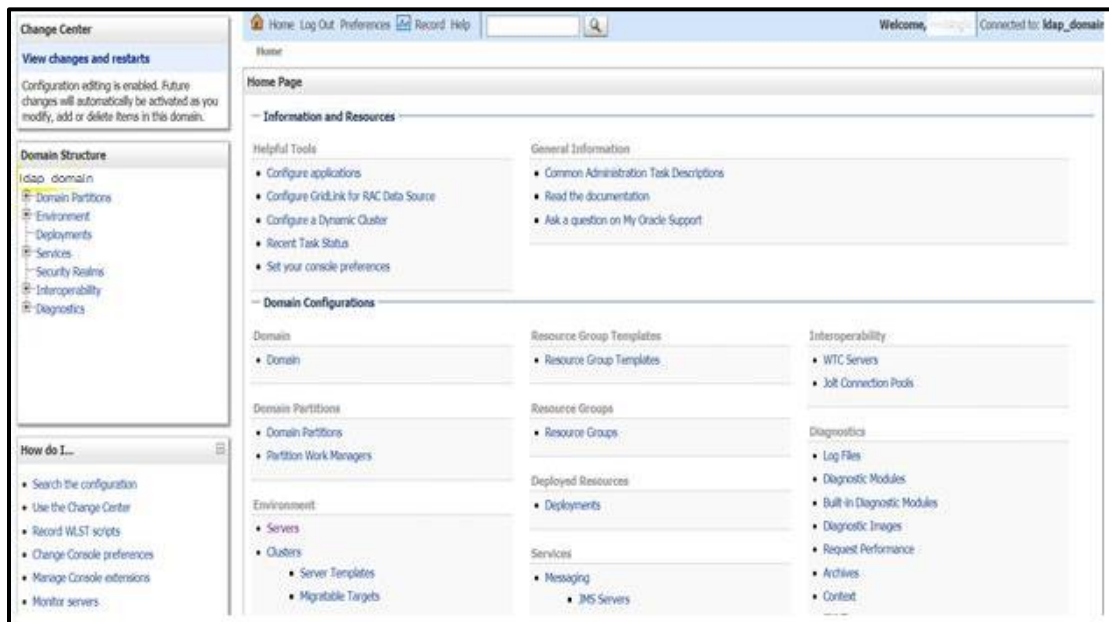 Change Center
View changes and restarts
Configuration editing is enabled. Future
changes will automatically be activated as you
modify, add or delete items in this domain.
Domain Structure
ldap_domain
Domain Partitions
Environment
Deployments
Services
Security Realms
Interoperability
Diagnostics
How do I...
• Search the configuration
• Use the Change Center
• Record WLST scripts
• Change Console preferences
• Manage Console extensions
• Monitor servers
Home Log Out Preferences Record Help
Welcome,
Connected to: ldap_domain
Home
Home Page
Information and Resources
Helpful Tools
• Configure applications
• Configure GridLink for RAC Data Source
• Configure a Dynamic Cluster
• Recent Task Status
• Set your console preferences
General Information
• Common Administration Task Descriptions
• Read the documentation
• Ask a question on My Oracle Support
Domain Configurations
Domain
• Domain
Domain Partitions
• Domain Partitions
• Partition Work Managers
Environment
• Servers
• Clusters
• Server Templates
• Migratable Targets
Resource Group Templates
• Resource Group Templates
Resource Groups
• Resource Groups
Deployed Resources
• Deployments
Services
• Messaging
• JMS Servers
Interoperability
• WTC Servers
• Jolt Connection Pools
Diagnostics
• Log Files
• Diagnostic Modules
• Built-in Diagnostic Modules
• Diagnostic Images
• Request Performance
• Archives
• Context